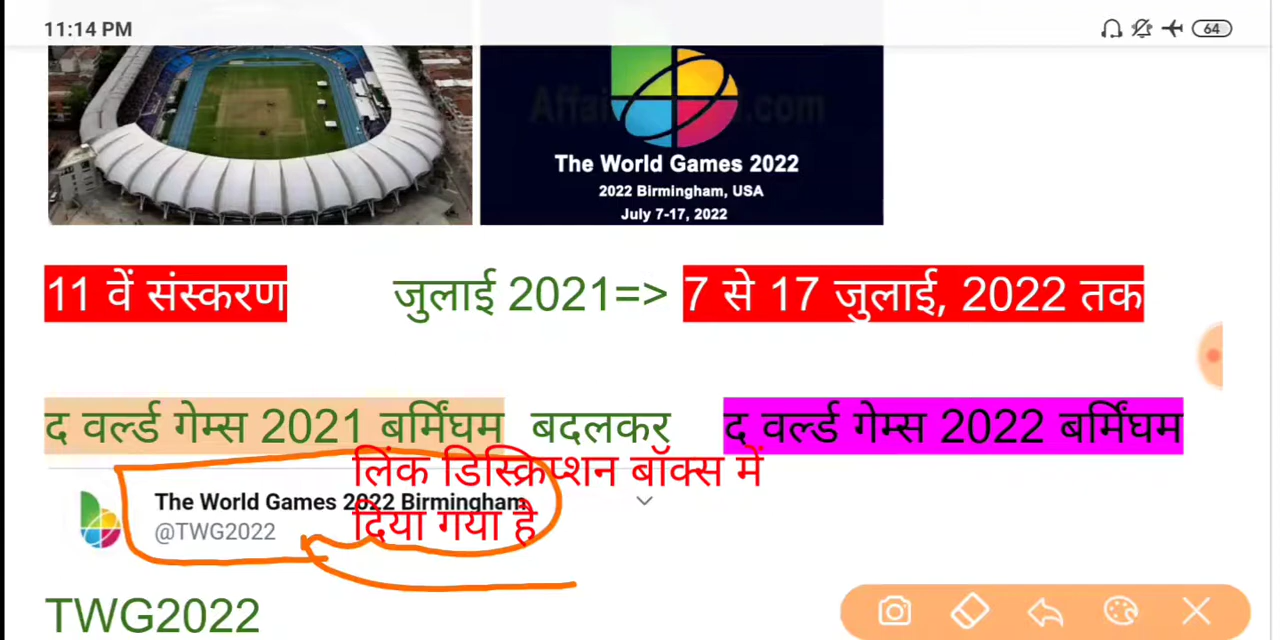 11:14 PM
64
The World Games 2022
2022 Birmingham, USA
July 7-17, 2022
11 वें संस्करण जुलाई 2021=> 7 से 17 जुलाई, 2022 तक
द वर्ल्ड गेम्स 2021 बर्मिंघम बदलकर द वर्ल्ड गेम्स 2022 बर्मिंघम
लिंक डिस्क्रिप्शन बॉक्स में
दिया गया है
The World Games 2022 Birmingham
@TWG2022
TWG2022